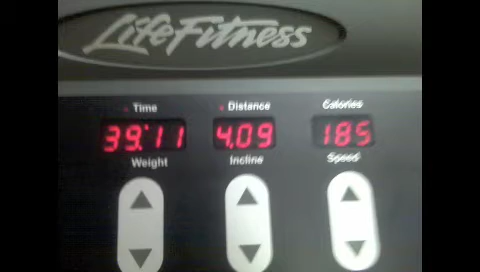 LifeFitness
Time Distance Calories
39:11 4.09 185
Weight Incline Speed